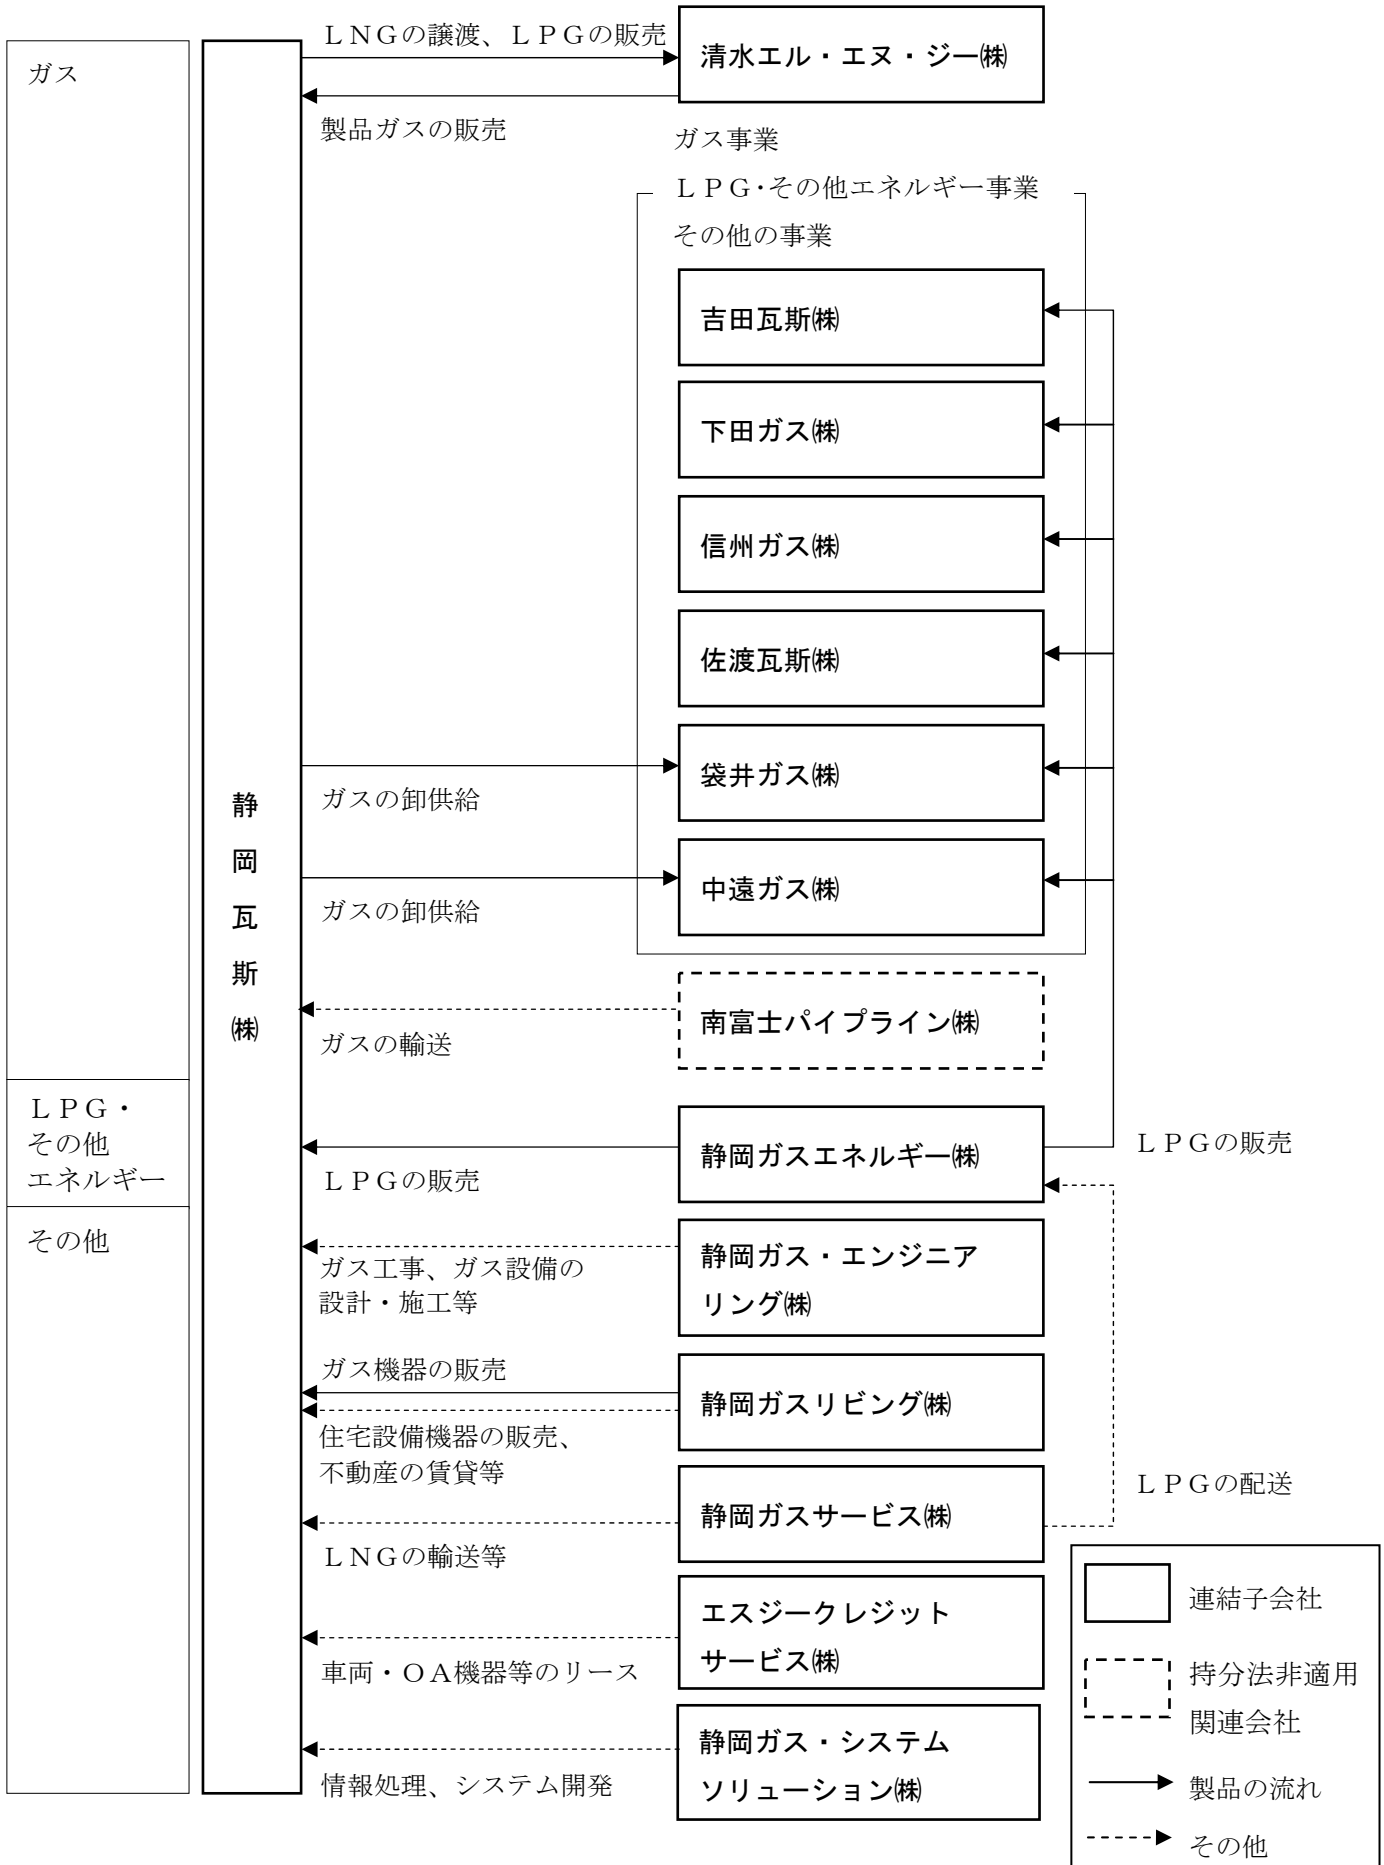 ＬＮＧの譲渡、ＬＰＧの販売
清水エル・エヌ・ジー㈱
ガス
製品ガスの販売
ガス事業
ＬＰＧ・その他エネルギー事業
その他の事業
吉田瓦斯㈱
下田ガス㈱
信州ガス㈱
佐渡瓦斯㈱
袋井ガス㈱
ガスの卸供給
静岡瓦斯㈱
中遠ガス㈱
ガスの卸供給
南富士パイプライン㈱
ガスの輸送
ＬＰＧ・
その他
エネルギー
静岡ガスエネルギー㈱
ＬＰＧの販売
ＬＰＧの販売
その他
静岡ガス・エンジニア
リング㈱
ガス工事、ガス設備の
設計・施工等
ガス機器の販売
静岡ガスリビング㈱
住宅設備機器の販売、
不動産の賃貸等
ＬＰＧの配送
静岡ガスサービス㈱
ＬＮＧの輸送等
エスジークレジット
サービス㈱
車両・ＯＡ機器等のリース
静岡ガス・システム
ソリューション㈱
情報処理、システム開発
連結子会社
持分法非適用
関連会社
製品の流れ
その他